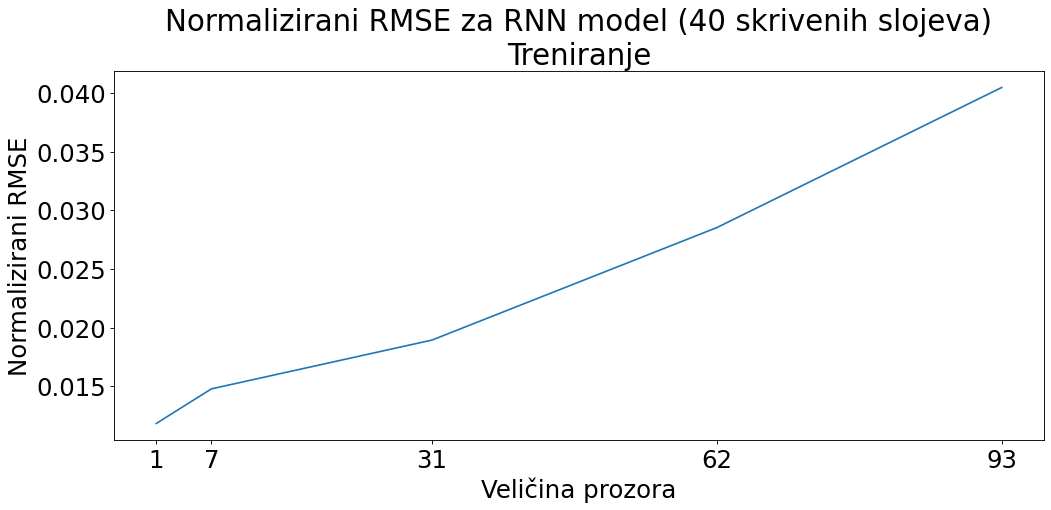 Normalizirani RMSE za RNN model (40 skrivenih slojeva)
Treniranje
Normalizirani RMSE
0.040
0.035
0.030
0.025
0.020
0.015
1 7 31 62 93
Veličina prozora